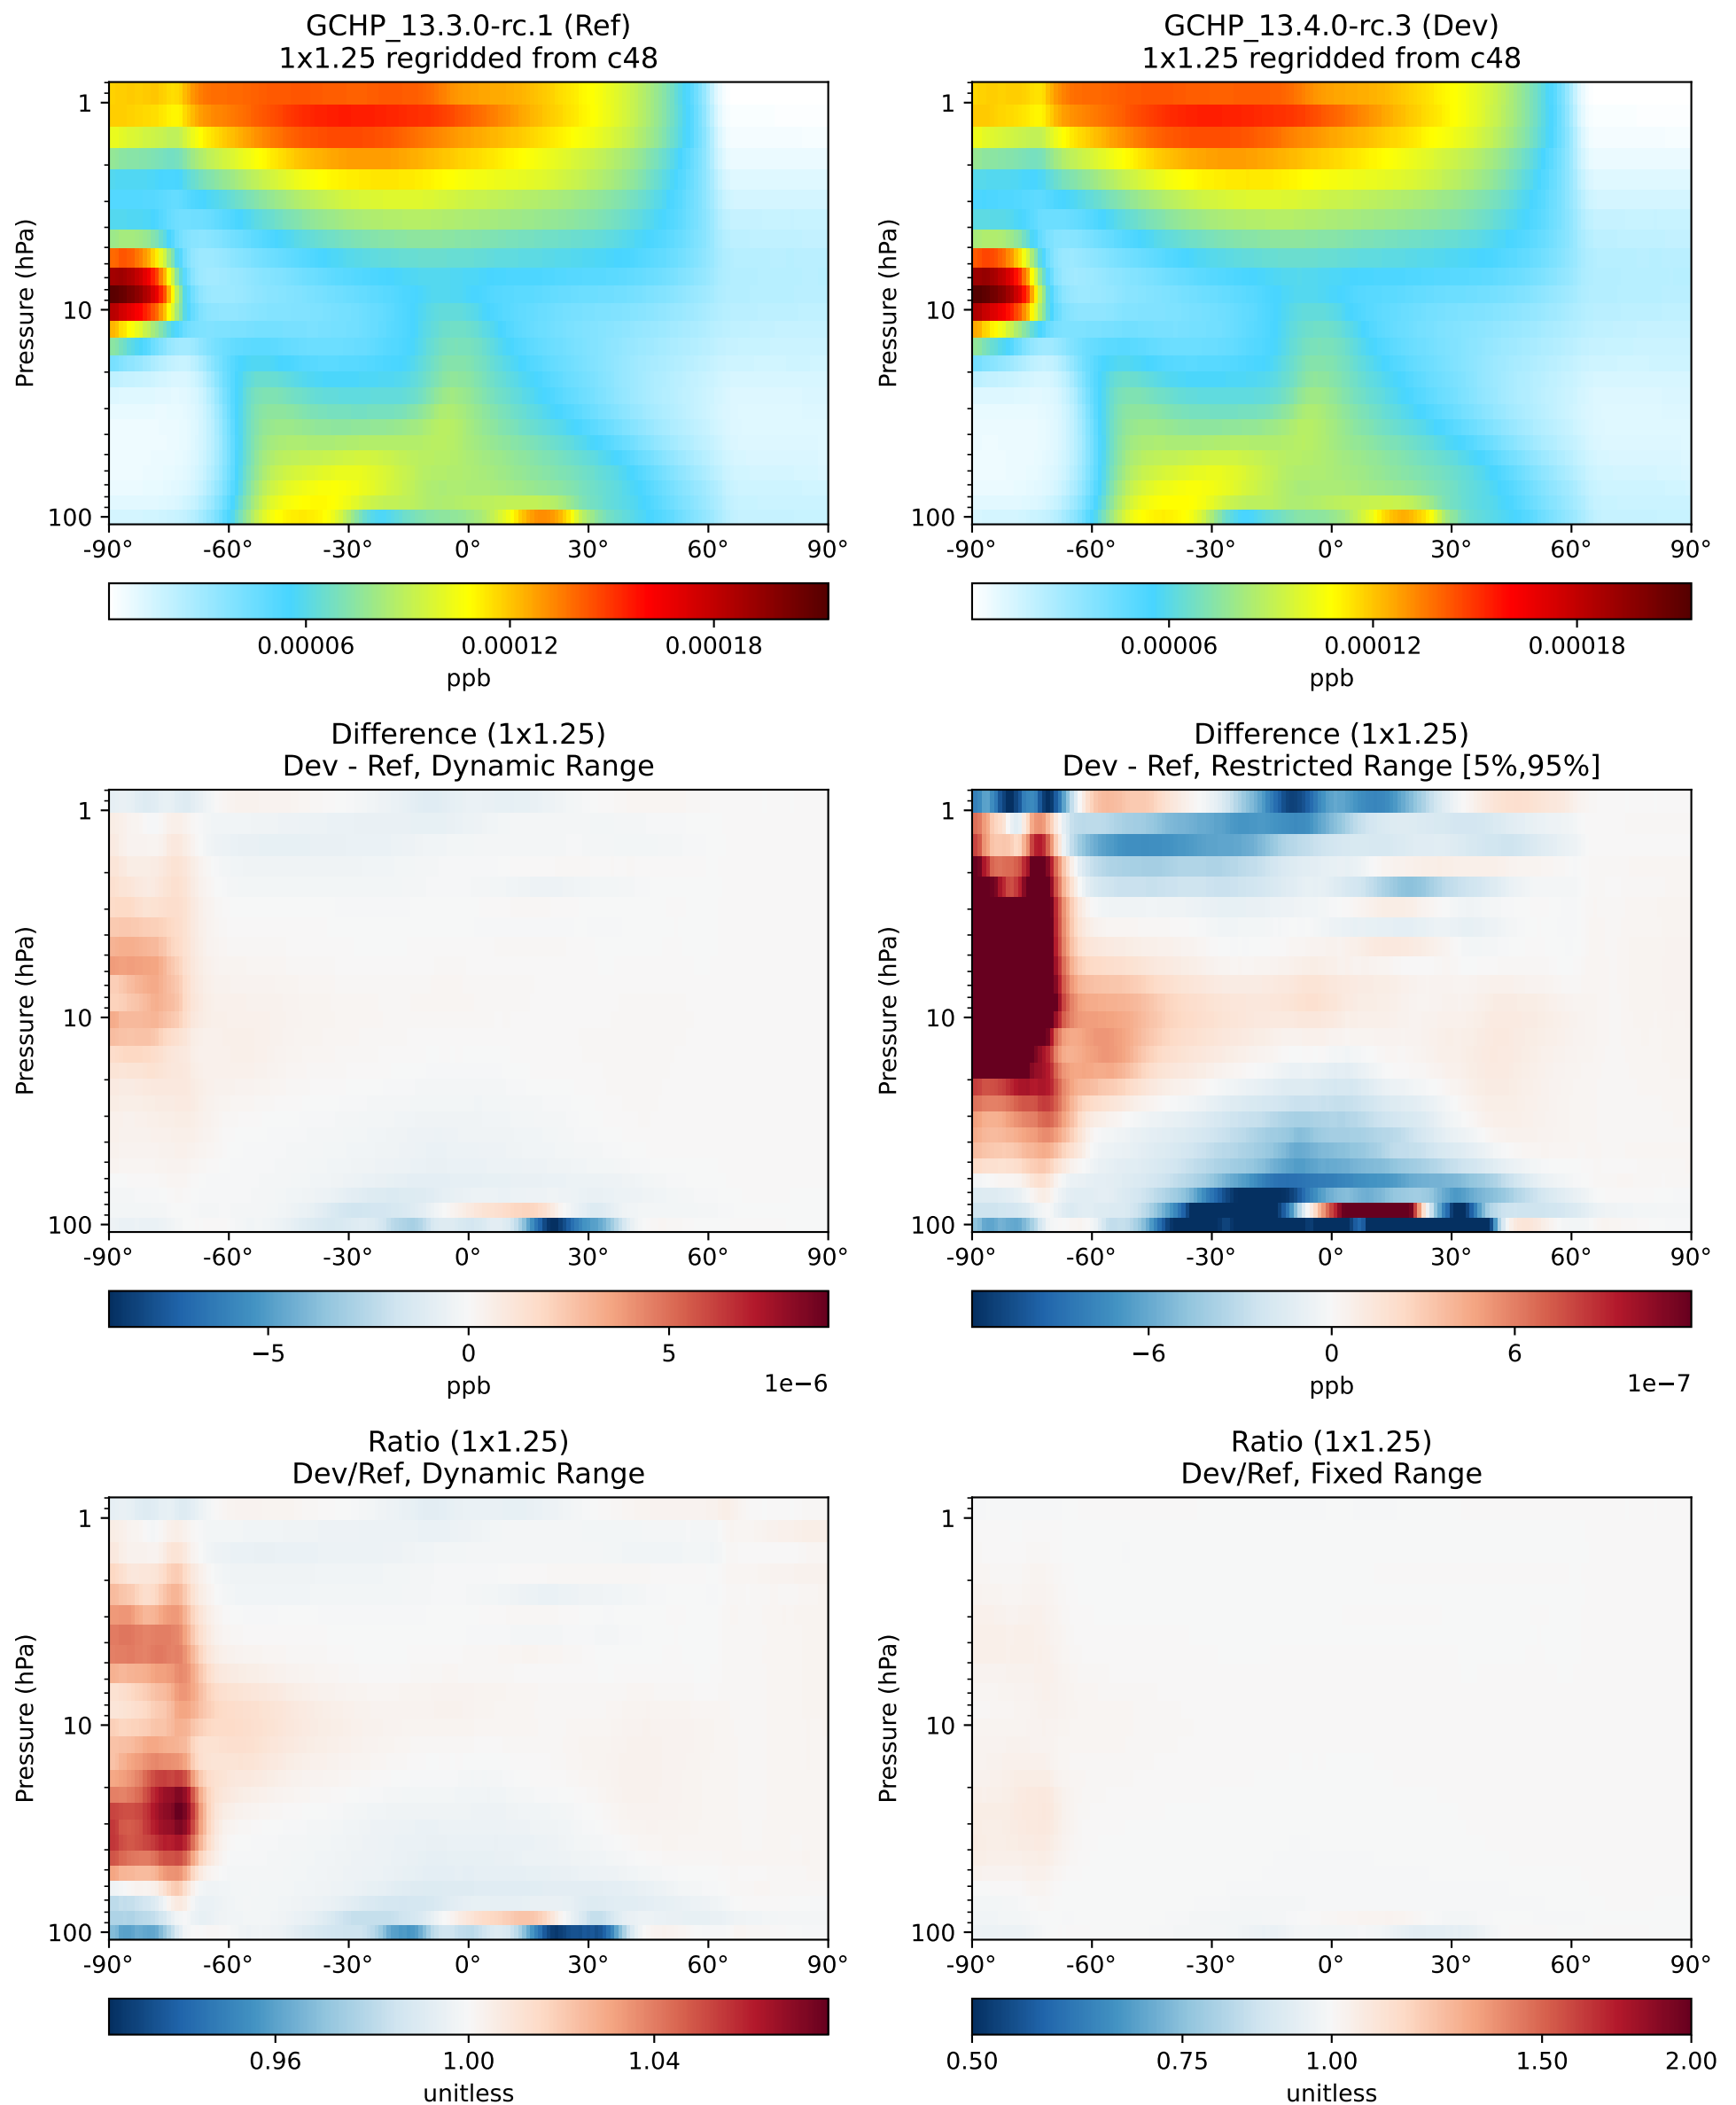 GCHP_13.3.0-rc.1 (Ref)
1x1.25 regridded from c48
Pressure (hPa)
1
10
100
-90° -60° -30° 0° 30° 60° 90°
0.00006 0.00012 0.00018
ppb
GCHP_13.4.0-rc.3 (Dev)
1x1.25 regridded from c48
Pressure (hPa)
1
10
100
-90° -60° -30° 0° 30° 60° 90°
0.00006 0.00012 0.00018
ppb
Difference (1x1.25)
Dev - Ref, Dynamic Range
Pressure (hPa)
1
10
100
-90° -60° -30° 0° 30° 60° 90°
−5 0 5
ppb 1e−6
Difference (1x1.25)
Dev - Ref, Restricted Range [5%,95%]
Pressure (hPa)
1
10
100
-90° -60° -30° 0° 30° 60° 90°
−6 0 6
ppb 1e−7
Ratio (1x1.25)
Dev/Ref, Dynamic Range
Pressure (hPa)
1
10
100
-90° -60° -30° 0° 30° 60° 90°
0.96 1.00 1.04
unitless
Ratio (1x1.25)
Dev/Ref, Fixed Range
Pressure (hPa)
1
10
100
-90° -60° -30° 0° 30° 60° 90°
0.50 0.75 1.00 1.50 2.00
unitless